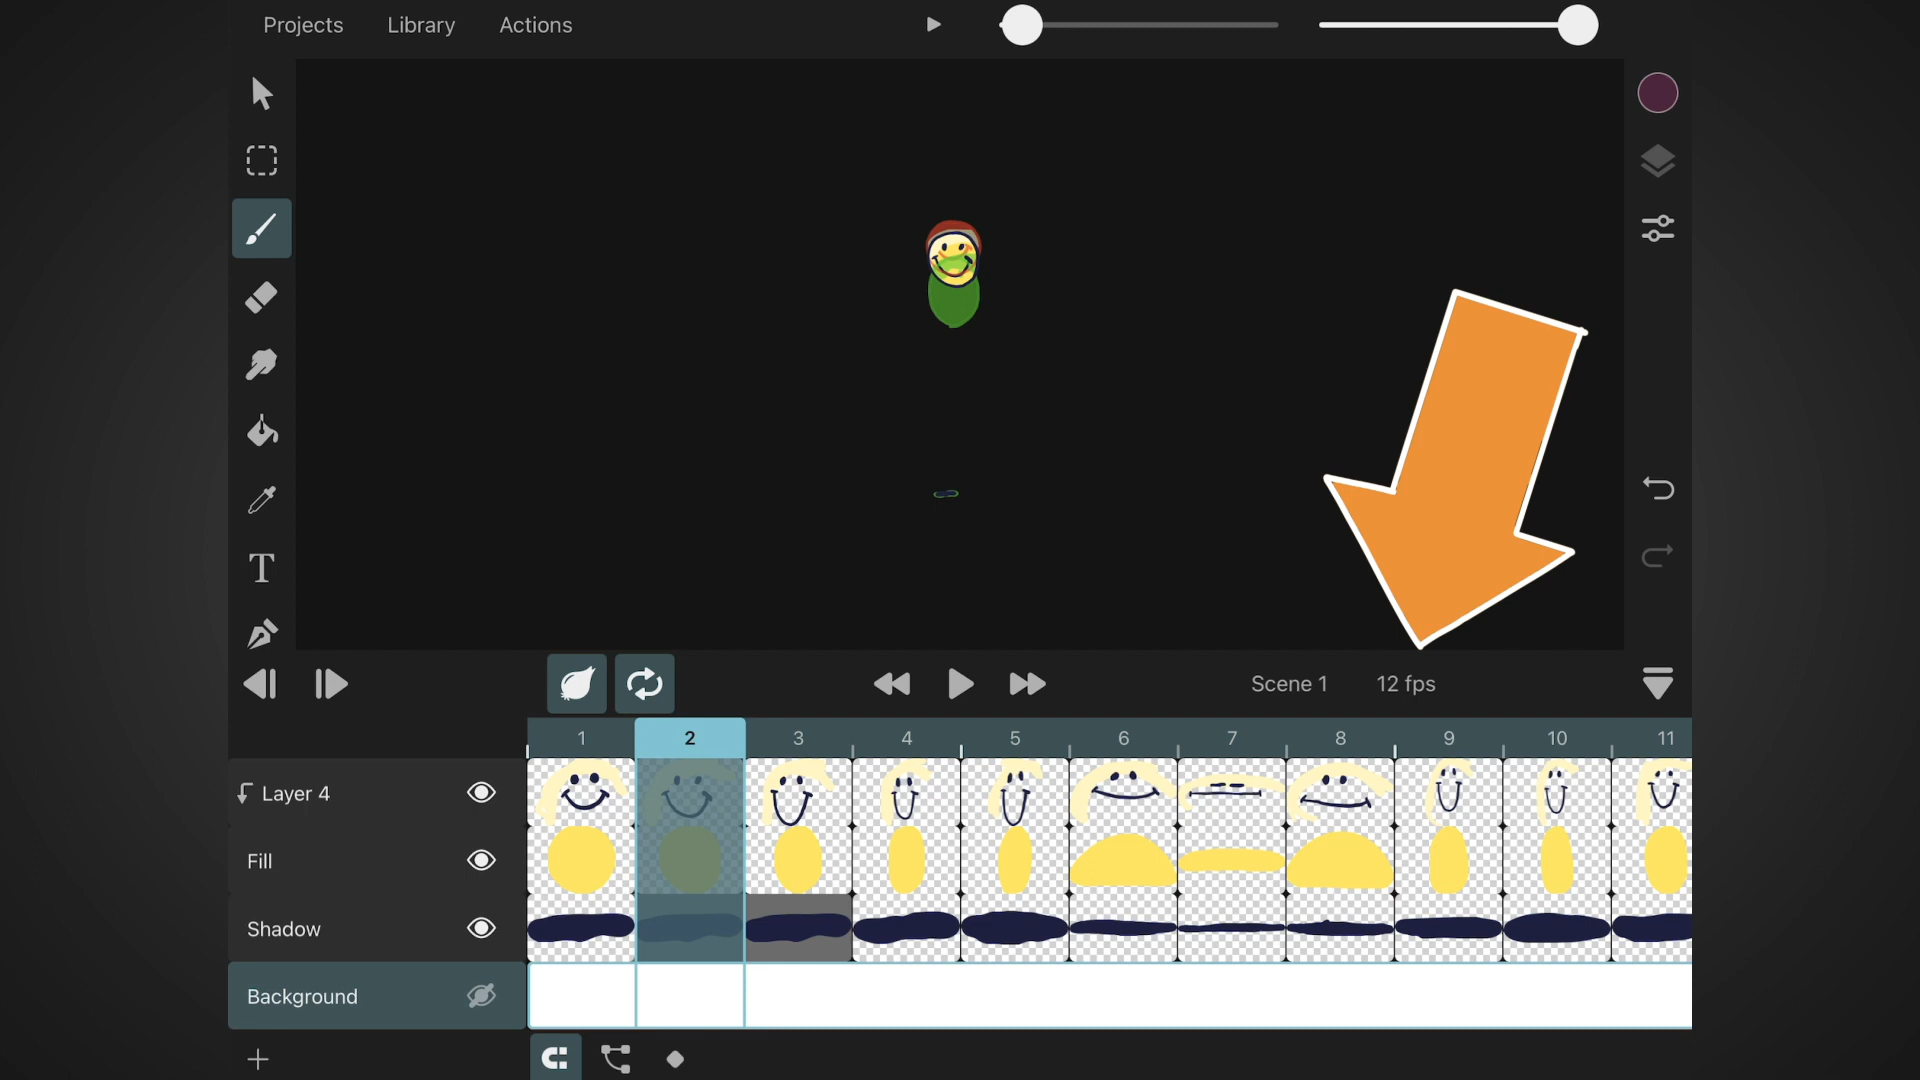 Projects Library Actions
T
Scene 1 12 fps
1 2 3 4 5 6 7 8 9 10 11
Layer 4
Fill
Shadow
Background